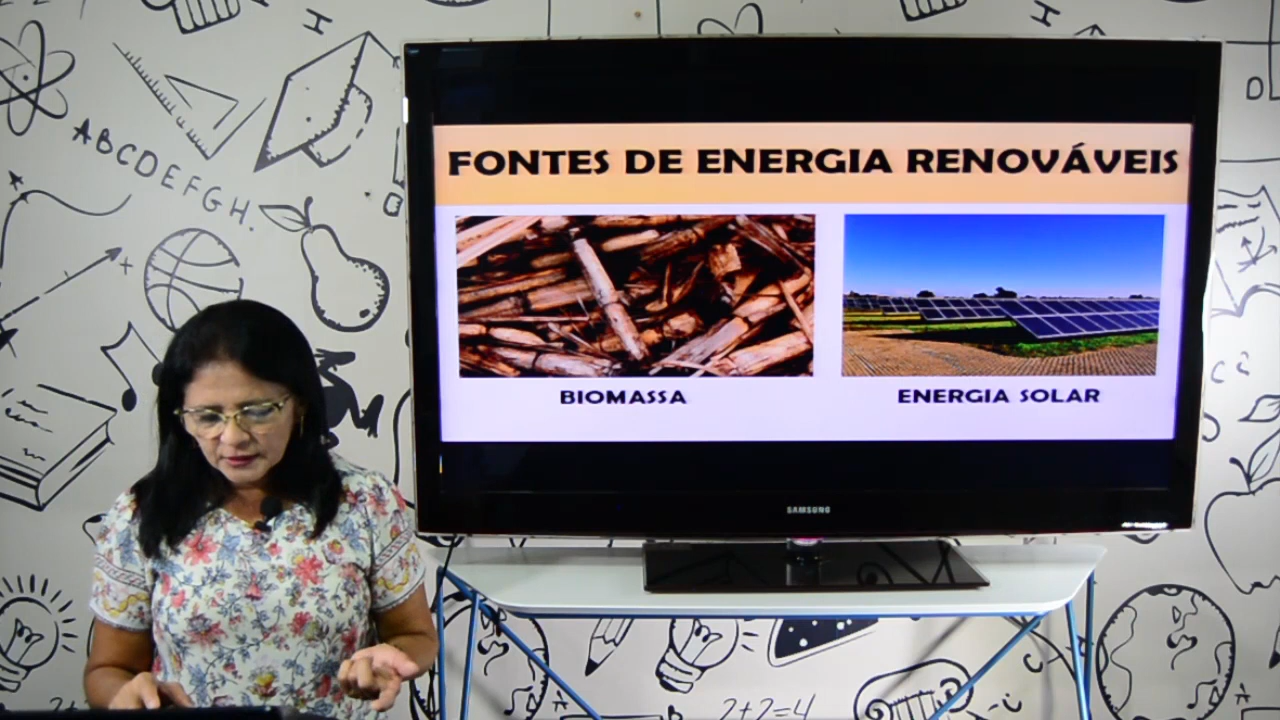 ABCDEFGH.
FONTES DE ENERGIA RENOVÁVEIS
BIOMASSA
ENERGIA SOLAR
SAMSUNG
2+2=4